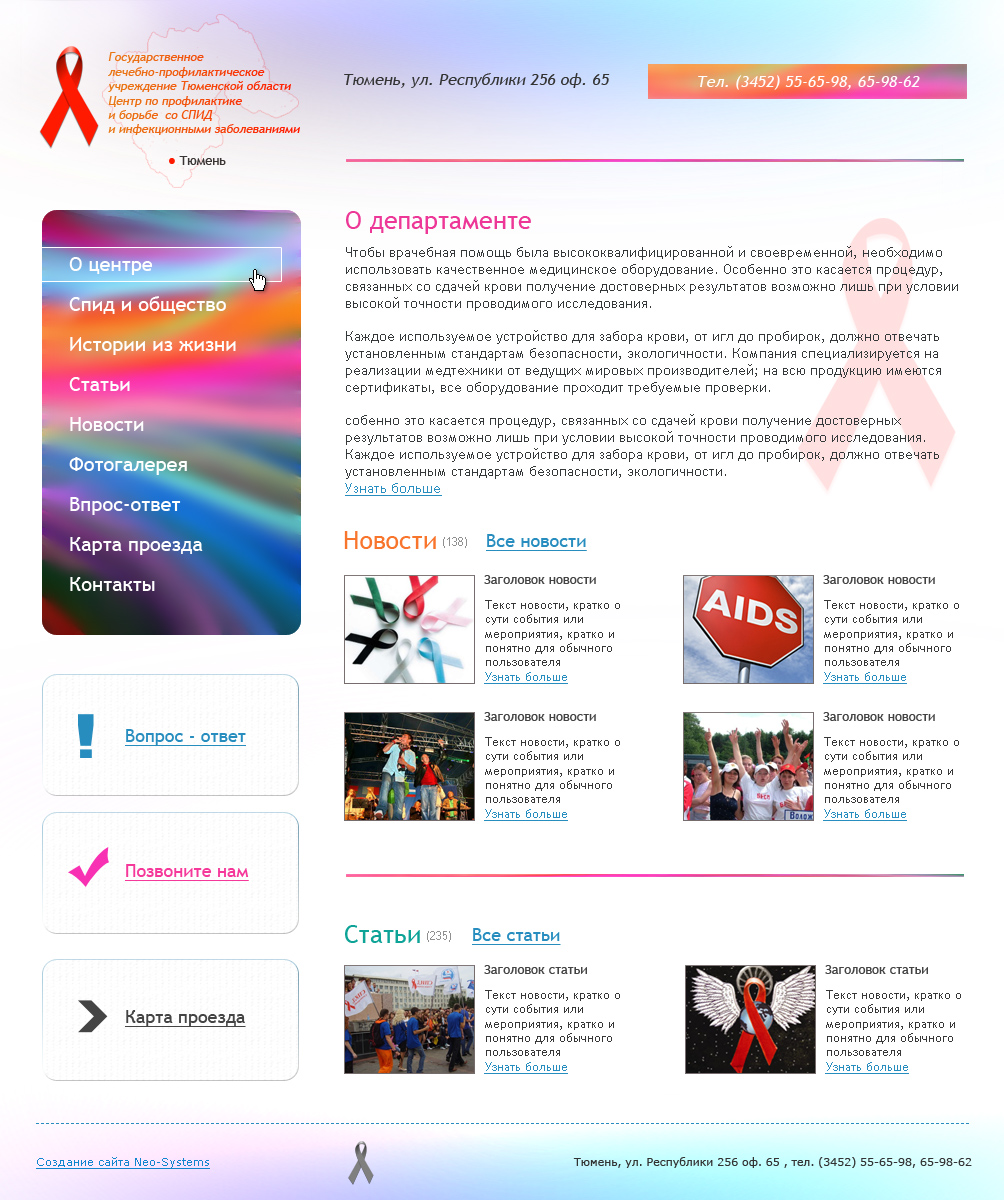 Государственное
лечебно-профилактическое
учреждение Тюменской области
Центр по профилактике
и борьбе со СПИД
и инфекционными заболеваниями
Тюмень
Тюмень, ул. Республики 256 оф. 65
Тел. (3452) 55-65-98, 65-98-62
О центре
Спид и общество
Истории из жизни
Статьи
Новости
Фотогалерея
Впрос-ответ
Карта проезда
Контакты
Вопрос - ответ
Позвоните нам
Карта проезда
О департаменте
Чтобы врачебная помощь была высококвалифицированной и своевременной, необходимо
использовать качественное медицинское оборудование. Особенно это касается процедур,
связанных со сдачей крови получение достоверных результатов возможно лишь при условии
высокой точности проводимого исследования.
Каждое используемое устройство для забора крови, от игл до пробирок, должно отвечать
установленным стандартам безопасности, экологичности. Компания специализируется на
реализации медтехники от ведущих мировых производителей; на всю продукцию имеются
сертификаты, все оборудование проходит требуемые проверки.
собенно это касается процедур, связанных со сдачей крови получение достоверных
результатов возможно лишь при условии высокой точности проводимого исследования.
Каждое используемое устройство для забора крови, от игл до пробирок, должно отвечать
установленным стандартам безопасности, экологичности.
Узнать больше
Новости (138) Все новости
Заголовок новости
Текст новости, кратко о
сути события или
мероприятия, кратко и
понятно для обычного
пользователя
Узнать больше
AIDS
Заголовок новости
Текст новости, кратко о
сути события или
мероприятия, кратко и
понятно для обычного
пользователя
Узнать больше
Заголовок новости
Текст новости, кратко о
сути события или
мероприятия, кратко и
понятно для обычного
пользователя
Узнать больше
Волож
Заголовок новости
Текст новости, кратко о
сути события или
мероприятия, кратко и
понятно для обычного
пользователя
Узнать больше
Статьи (235) Все статьи
Заголовок статьи
Текст новости, кратко о
сути события или
мероприятия, кратко и
понятно для обычного
пользователя
Узнать больше
Заголовок статьи
Текст новости, кратко о
сути события или
мероприятия, кратко и
понятно для обычного
пользователя
Узнать больше
Создание сайта Neo-Systems
Тюмень, ул. Республики 256 оф. 65 , тел. (3452) 55-65-98, 65-98-62